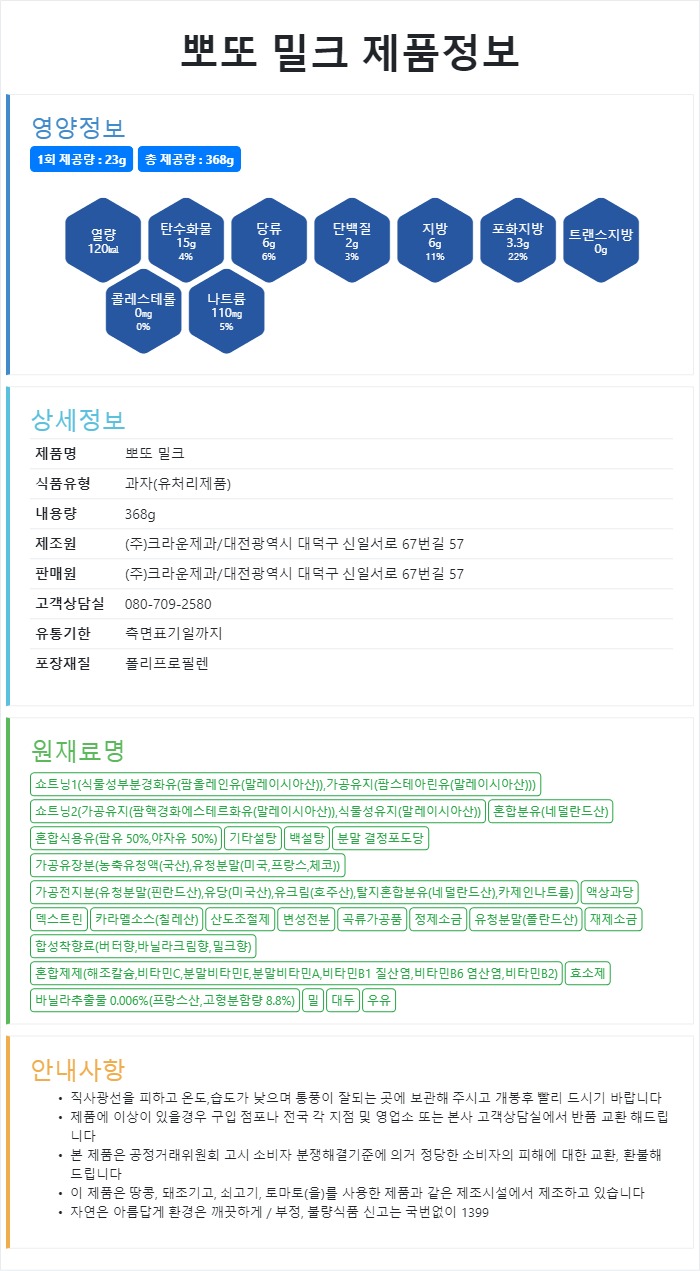 뽀또 밀크 제품정보
영양정보
1회 제공량 : 23g 총 제공량 : 368g
열량 탄수화물 당류 단백질 지방 포화지방 트랜스지방
120㎉ 15g 6g 2g 6g 3.3g 0g
4% 6% 3% 11% 22%
콜레스테롤 나트륨
0㎎ 110㎎
0% 5%
상세정보
제품명 뽀또 밀크
식품유형 과자(유처리제품)
내용량 368g
제조원 (주)크라운제과/대전광역시 대덕구 신일서로 67번길 57
판매원 (주)크라운제과/대전광역시 대덕구 신일서로 67번길 57
고객상담실 080-709-2580
유통기한 측면표기일까지
포장재질 폴리프로필렌
원재료명
쇼트닝1(식물성부분경화유(팜올레인유(말레이시아산)),가공유지(팜스테아린유(말레이시아산)))
쇼트닝2(가공유지(팜핵경화에스테르화유(말레이시아산)),식물성유지(말레이시아산)) 혼합분유(네덜란드산)
혼합식용유(팜유 50%,야자유 50%) 기타설탕 백설탕 분말 결정포도당
가공유장분(농축유청액(국산),유청분말(미국,프랑스,체코))
가공전지분(유청분말(핀란드산),유당(미국산),유크림(호주산),탈지혼합분유(네덜란드산),카제인나트륨) 액상과당
덱스트린 카라멜소스(칠레산) 산도조절제 변성전분 곡류가공품 정제소금 유청분말(폴란드산) 재제소금
합성착향료(버터향,바닐라크림향,밀크향)
혼합제제(해조칼슘,비타민C,분말비타민E,분말비타민A,비타민B1 질산염,비타민B6 염산염,비타민B2) 효소제
바닐라추출물 0.006%(프랑스산,고형분함량 8.8%) 밀 대두 우유
안내사항
• 직사광선을 피하고 온도,습도가 낮으며 통풍이 잘되는 곳에 보관해 주시고 개봉후 빨리 드시기 바랍니다
• 제품에 이상이 있을경우 구입 점포나 전국 각 지점 및 영업소 또는 본사 고객상담실에서 반품 교환 해드립
니다
• 본 제품은 공정거래위원회 고시 소비자 분쟁해결기준에 의거 정당한 소비자의 피해에 대한 교환, 환불해
드립니다
• 이 제품은 땅콩, 돼조기고, 쇠고기, 토마토(을)를 사용한 제품과 같은 제조시설에서 제조하고 있습니다
• 자연은 아름답게 환경은 깨끗하게 / 부정, 불량식품 신고는 국번없이 1399